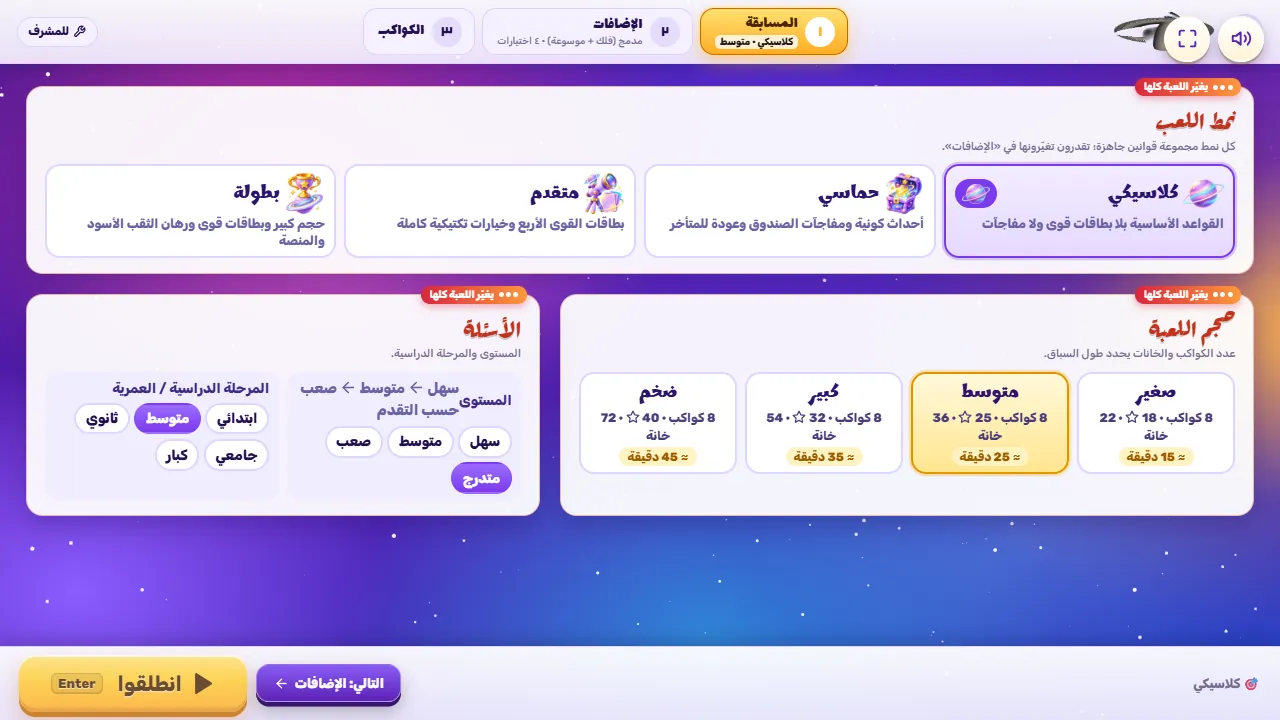 ١ المسابقة
كلاسيكي • متوسط
٢ الإضافات
مدمج (فلك + موسوعة) • ٤ اختيارات
٣ الكواكب
للمشرف
يغيّر اللعبة كلها
نمط اللعب
كل نمط مجموعة قوانين جاهزة؛ تقدرون تغيّرونها في «الإضافات».
كلاسيكي
القواعد الأساسية بلا بطاقات قوى ولا مفاجآت
حماسي
أحداث كونية ومفاجآت الصندوق وعودة للمتأخر
متقدم
بطاقات القوى الأربع وخيارات تكتيكية كاملة
بطولة
حجم كبير وبطاقات قوى ورهان الثقب الأسود
والمنصة
يغيّر اللعبة كلها
حجم اللعبة
عدد الكواكب والخانات يحدد طول السباق.
صغير
8 كواكب • 18 ☆ • 22
خانة
≈ 15 دقيقة
متوسط
8 كواكب • 25 ☆ • 36
خانة
≈ 25 دقيقة
كبير
8 كواكب • 32 ☆ • 54
خانة
≈ 35 دقيقة
ضخم
8 كواكب • 40 ☆ • 72
خانة
≈ 45 دقيقة
يغيّر اللعبة كلها
الأسئلة
المستوى والمرحلة الدراسية.
المستوى
سهل ← متوسط ← صعب
حسب التقدم
سهل
متوسط
صعب
متدرج
المرحلة الدراسية / العمرية
ابتدائي
متوسط
ثانوي
جامعي
كبار
كلاسيكي
التالي: الإضافات ←
انطلقوا Enter